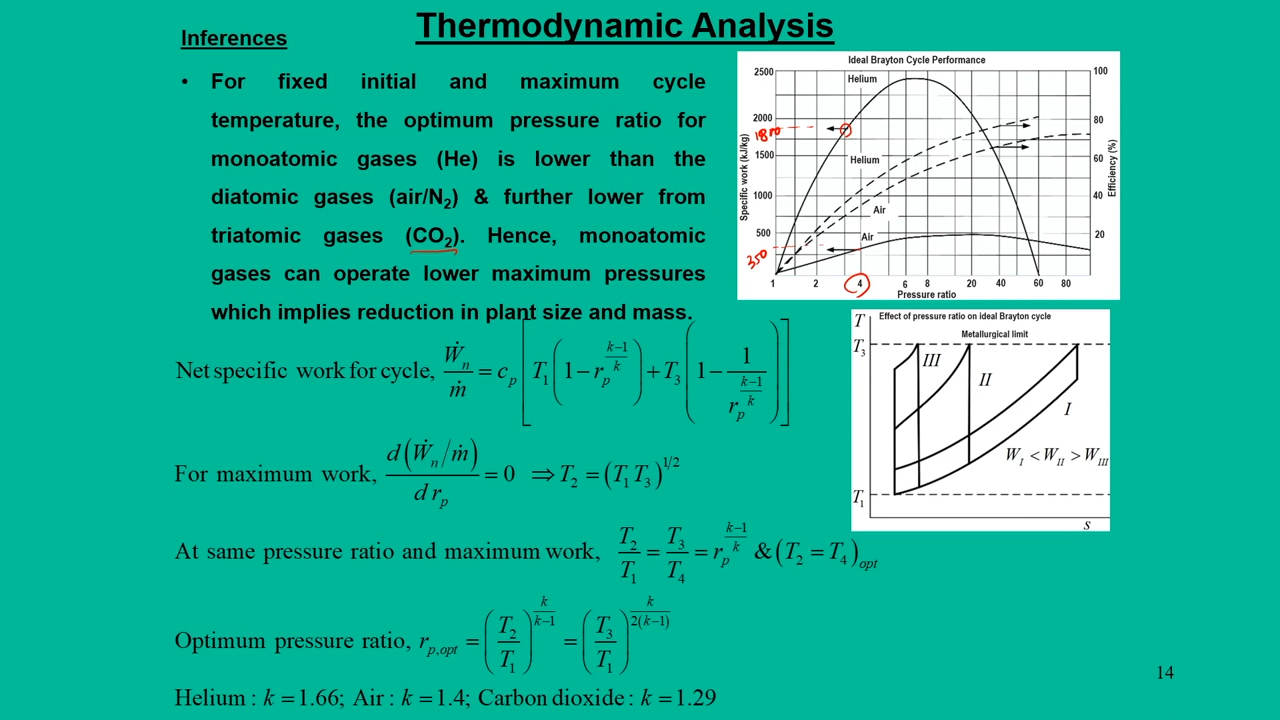 Thermodynamic Analysis
Inferences
• For fixed initial and maximum cycle
temperature, the optimum pressure ratio for
monoatomic gases (He) is lower than the
diatomic gases (air/N₂) & further lower from
triatomic gases (CO₂). Hence, monoatomic
gases can operate lower maximum pressures
which implies reduction in plant size and mass.
Net specific work for cycle, Ẇₙ/ṁ = cₚ [ T₁ ( 1 − rₚ^((k−1)/k) ) + T₃ ( 1 − 1/rₚ^((k−1)/k) ) ]
For maximum work, d(Ẇₙ/ṁ)/d rₚ = 0 ⇒ T₂ = (T₁T₃)^(1/2)
At same pressure ratio and maximum work, T₂/T₁ = T₃/T₄ = rₚ^((k−1)/k) & (T₂ = T₄)ₒₚₜ
Optimum pressure ratio, r_p,opt = (T₂/T₁)^(k/(k−1)) = (T₃/T₁)^(k/(2(k−1)))
Helium : k = 1.66; Air : k = 1.4; Carbon dioxide : k = 1.29
Ideal Brayton Cycle Performance
Helium
Helium
Air
Air
Specific work (kJ/kg)
2500
2000
1800
1500
1000
500
350
Efficiency (%)
100
80
60
40
20
1 2 4 6 8 20 40 60 80
Pressure ratio
Effect of pressure ratio on ideal Brayton cycle
Metallurgical limit
T
T₃
III
II
I
W_I < W_II > W_III
T₁
s
14